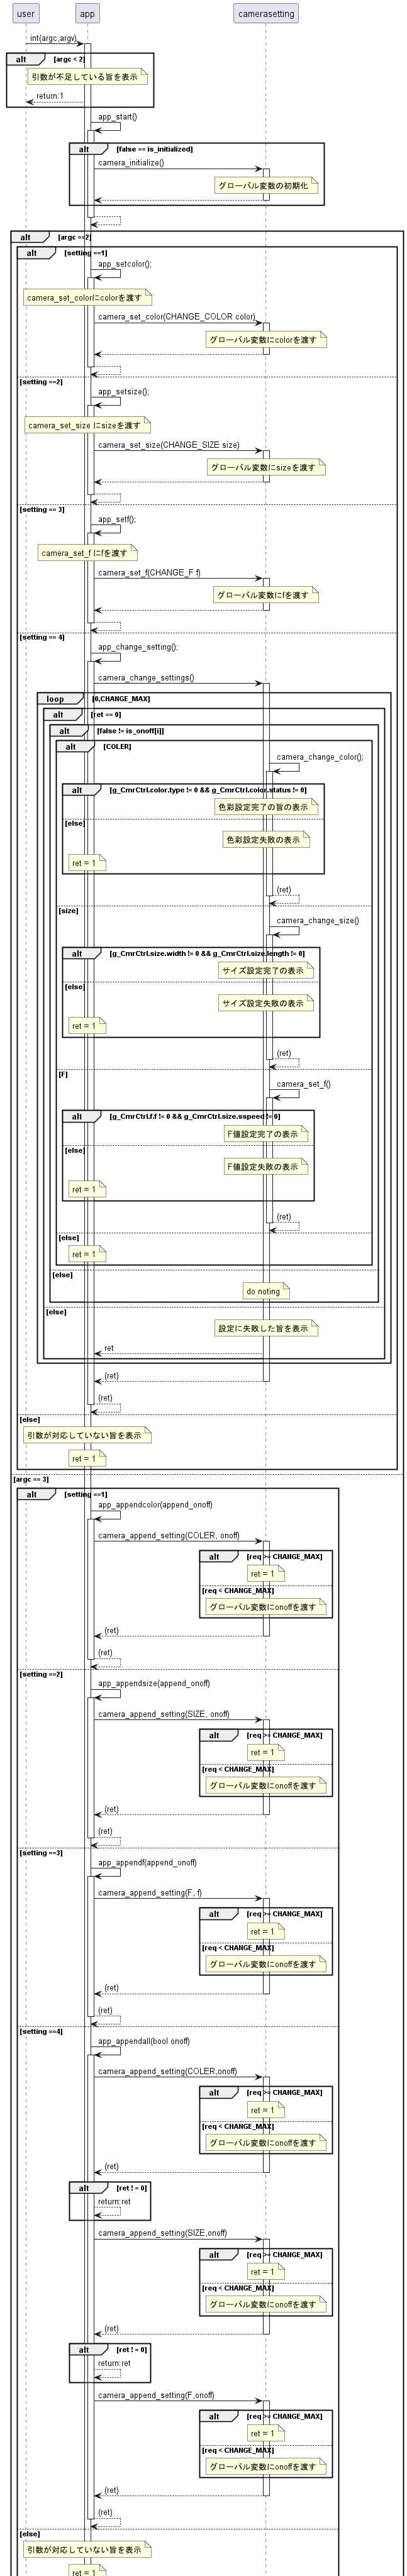 user
app
camerasetting
int(argc,argv)
alt [argc < 2]
引数が不足している旨を表示
return:1
app_start()
alt [false == is_initialized]
camera_initialize()
グローバル変数の初期化
alt [argc ==2]
alt [setting ==1]
app_setcolor();
camera_set_colorにcolorを渡す
camera_set_color(CHANGE_COLOR color)
グローバル変数にcolorを渡す
[setting ==2]
app_setsize();
camera_set_size にsizeを渡す
camera_set_size(CHANGE_SIZE size)
グローバル変数にsizeを渡す
[setting == 3]
app_setf();
camera_set_f にfを渡す
camera_set_f(CHANGE_F f)
グローバル変数にfを渡す
[setting == 4]
app_change_setting();
camera_change_settings()
loop [0,CHANGE_MAX]
alt [ret == 0]
alt [false != is_onoff[i]]
alt [COLER]
camera_change_color();
alt [g_CmrCtrl.color.type != 0 && g_CmrCtrl.color.status != 0]
色彩設定完了の旨の表示
[else]
色彩設定失敗の表示
ret = 1
(ret)
[size]
camera_change_size()
alt [g_CmrCtrl.size.width != 0 && g_CmrCtrl.size.length != 0]
サイズ設定完了の表示
[else]
サイズ設定失敗の表示
ret = 1
(ret)
[F]
camera_set_f()
alt [g_CmrCtrl.f.f != 0 && g_CmrCtrl.size.sspeed != 0]
F値設定完了の表示
[else]
F値設定失敗の表示
ret = 1
(ret)
[else]
ret = 1
[else]
do noting
[else]
設定に失敗した旨を表示
ret
(ret)
(ret)
[else]
引数が対応していない旨を表示
ret = 1
[argc == 3]
alt [setting ==1]
app_appendcolor(append_onoff)
camera_append_setting(COLER, onoff)
alt [req >= CHANGE_MAX]
ret = 1
[req < CHANGE_MAX]
グローバル変数にonoffを渡す
(ret)
(ret)
[setting ==2]
app_appendsize(append_onoff)
camera_append_setting(SIZE, onoff)
alt [req >= CHANGE_MAX]
ret = 1
[req < CHANGE_MAX]
グローバル変数にonoffを渡す
(ret)
(ret)
[setting ==3]
app_appendf(append_onoff)
camera_append_setting(F, f)
alt [req >= CHANGE_MAX]
ret = 1
[req < CHANGE_MAX]
グローバル変数にonoffを渡す
(ret)
(ret)
[setting ==4]
app_appendall(bool onoff)
camera_append_setting(COLER,onoff)
alt [req >= CHANGE_MAX]
ret = 1
[req < CHANGE_MAX]
グローバル変数にonoffを渡す
(ret)
alt [ret ! = 0]
return:ret
camera_append_setting(SIZE,onoff)
alt [req >= CHANGE_MAX]
ret = 1
[req < CHANGE_MAX]
グローバル変数にonoffを渡す
(ret)
alt [ret ! = 0]
return:ret
camera_append_setting(F,onoff)
alt [req >= CHANGE_MAX]
ret = 1
[req < CHANGE_MAX]
グローバル変数にonoffを渡す
(ret)
(ret)
[else]
引数が対応していない旨を表示
ret = 1